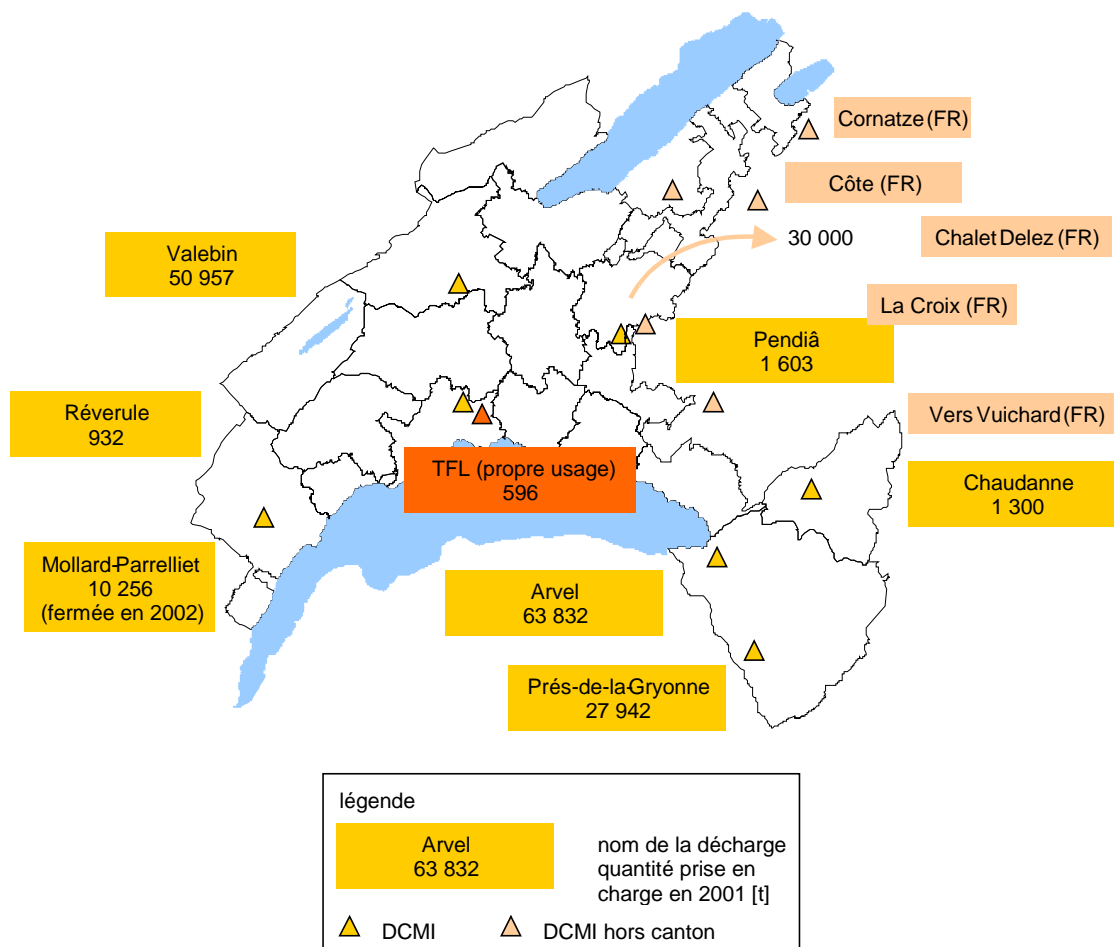 Cornatze (FR)
Côte (FR)
30 000
Chalet Delez (FR)
Valebin
50 957
La Croix (FR)
Pendiâ
1 603
Réverule
932
Vers Vuichard (FR)
TFL (propre usage)
596
Chaudanne
1 300
Mollard-Parrelliet
10 256
(fermée en 2002)
Arvel
63 832
Prés-de-la-Gryonne
27 942
légende
Arvel
63 832
nom de la décharge
quantité prise en
charge en 2001 [t]
DCMI
DCMI hors canton